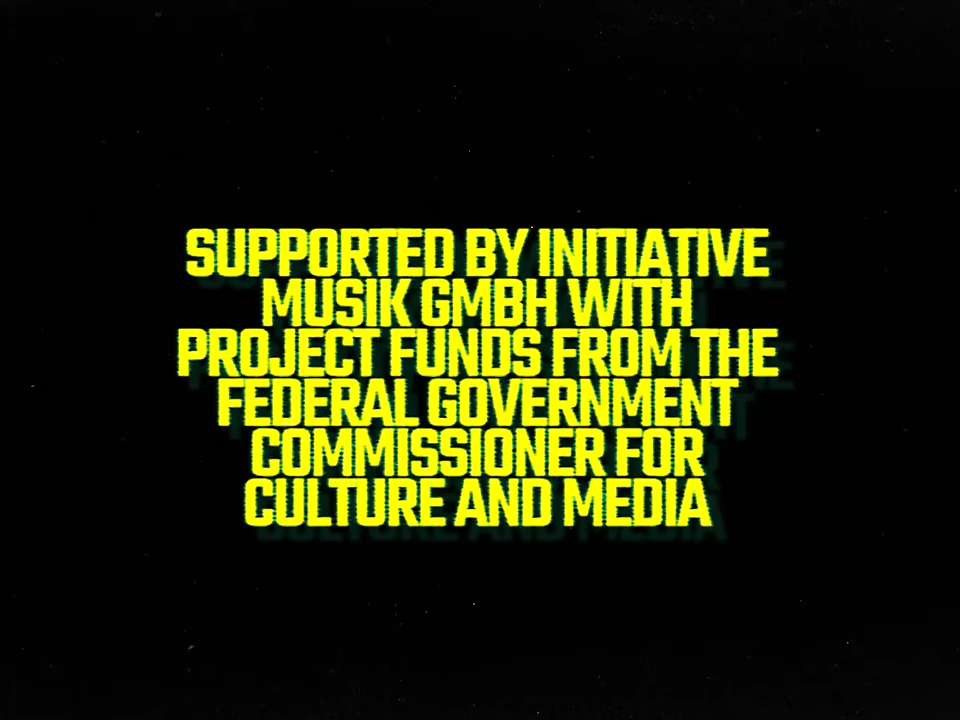 SUPPORTED BY INITIATIVE
MUSIK GMBH WITH
PROJECT FUNDS FROM THE
FEDERAL GOVERNMENT
COMMISSIONER FOR
CULTURE AND MEDIA